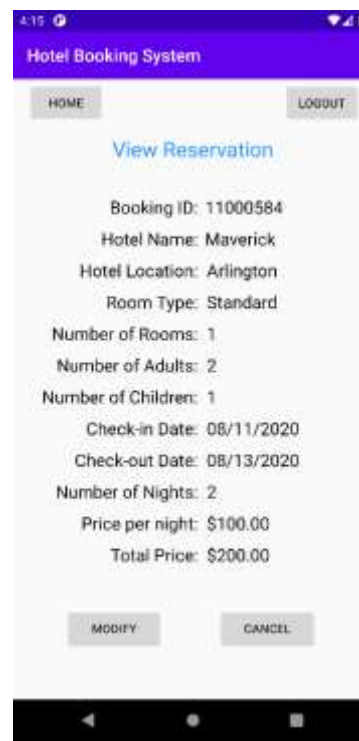 4:15
Hotel Booking System
HOME LOGOUT
View Reservation
Booking ID: 11000584
Hotel Name: Maverick
Hotel Location: Arlington
Room Type: Standard
Number of Rooms: 1
Number of Adults: 2
Number of Children: 1
Check-in Date: 08/11/2020
Check-out Date: 08/13/2020
Number of Nights: 2
Price per night: $100.00
Total Price: $200.00
MODIFY CANCEL